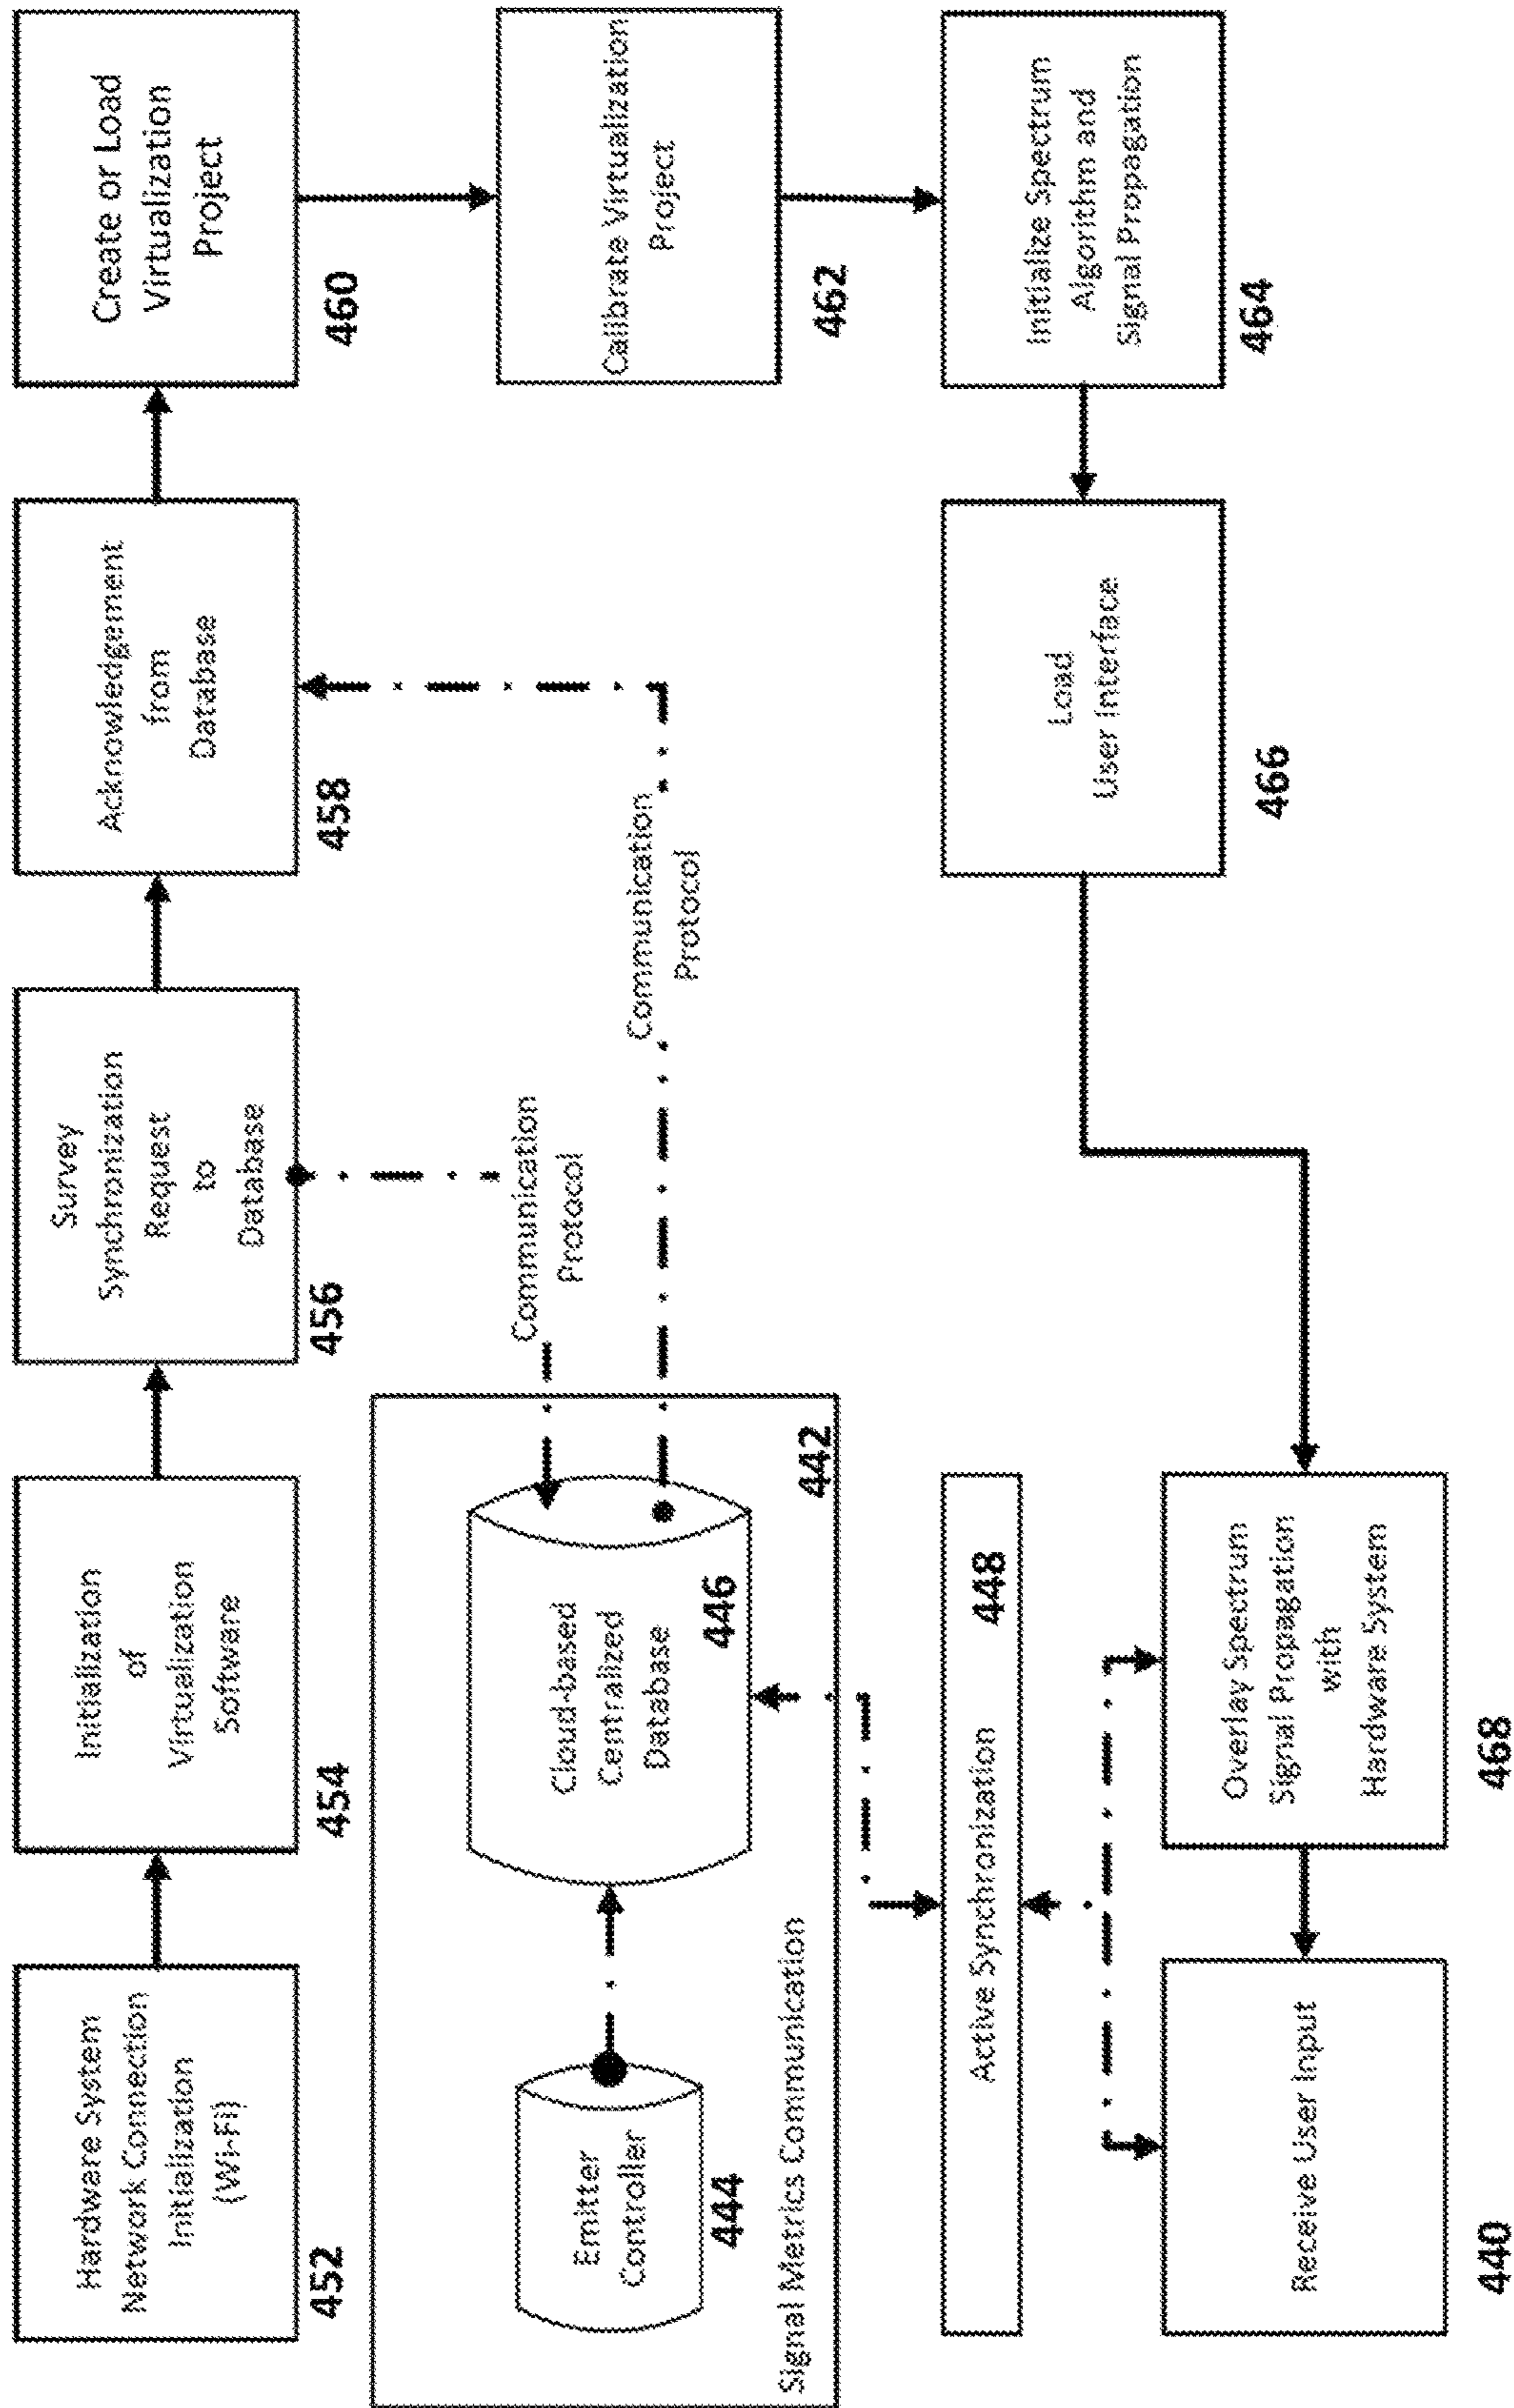 Hardware System
Network Connection
Initialization
(Wi-Fi)
452
Initialization
of
Virtualization
Software
454
Survey
Synchronization
Request
to
Database
456
Acknowledgement
from
Database
458
Create or Load
Virtualization
Project
460
Emitter
Controller
444
Cloud-based
Centralized
Database
446
Signal Metrics Communication
442
Communication
Protocol
Communication
Protocol
Calibrate Virtualization
Project
462
Active Synchronization
448
Load
User Interface
466
Initialize Spectrum
Algorithm and
Signal Propagation
464
Receive User Input
440
Overlay Spectrum
Signal Propagation
with
Hardware System
468